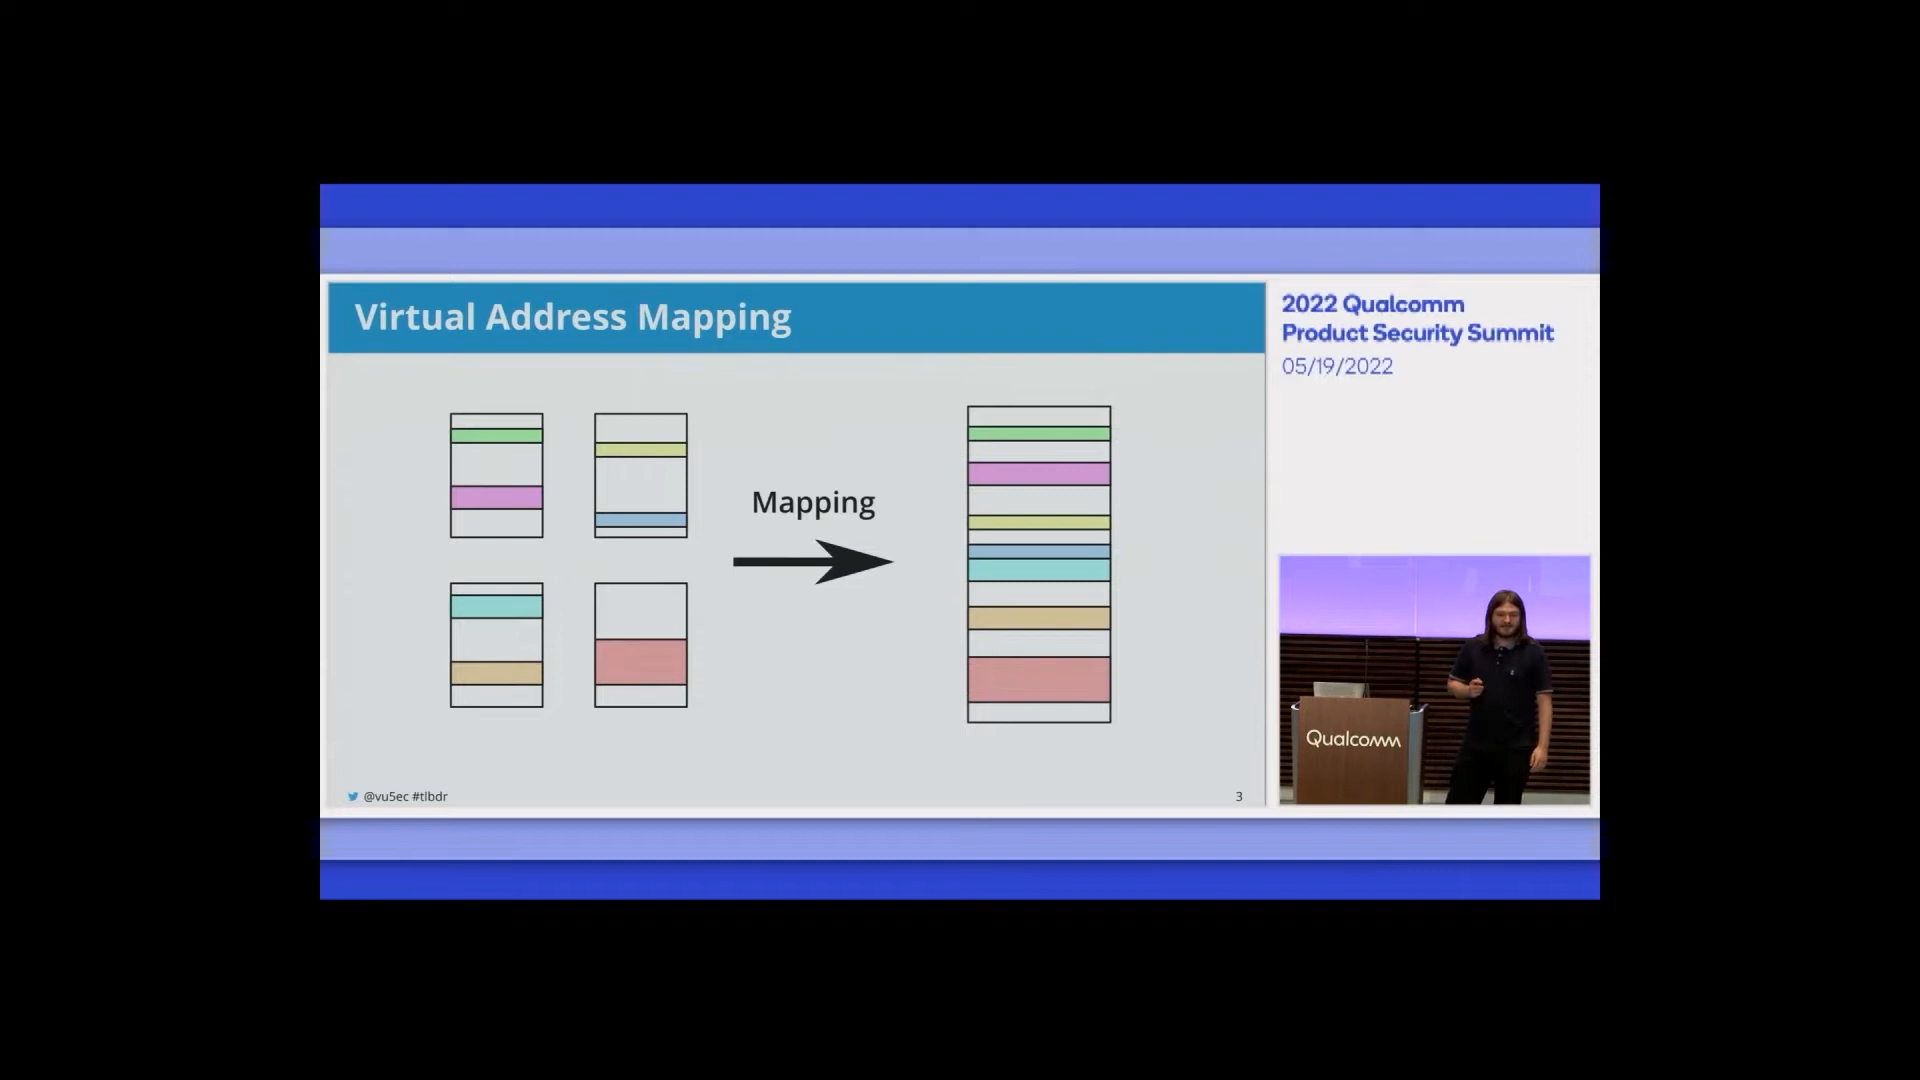 Virtual Address Mapping
Mapping
@vu5ec #tlbdr
3
2022 Qualcomm
Product Security Summit
05/19/2022
Qualcomm